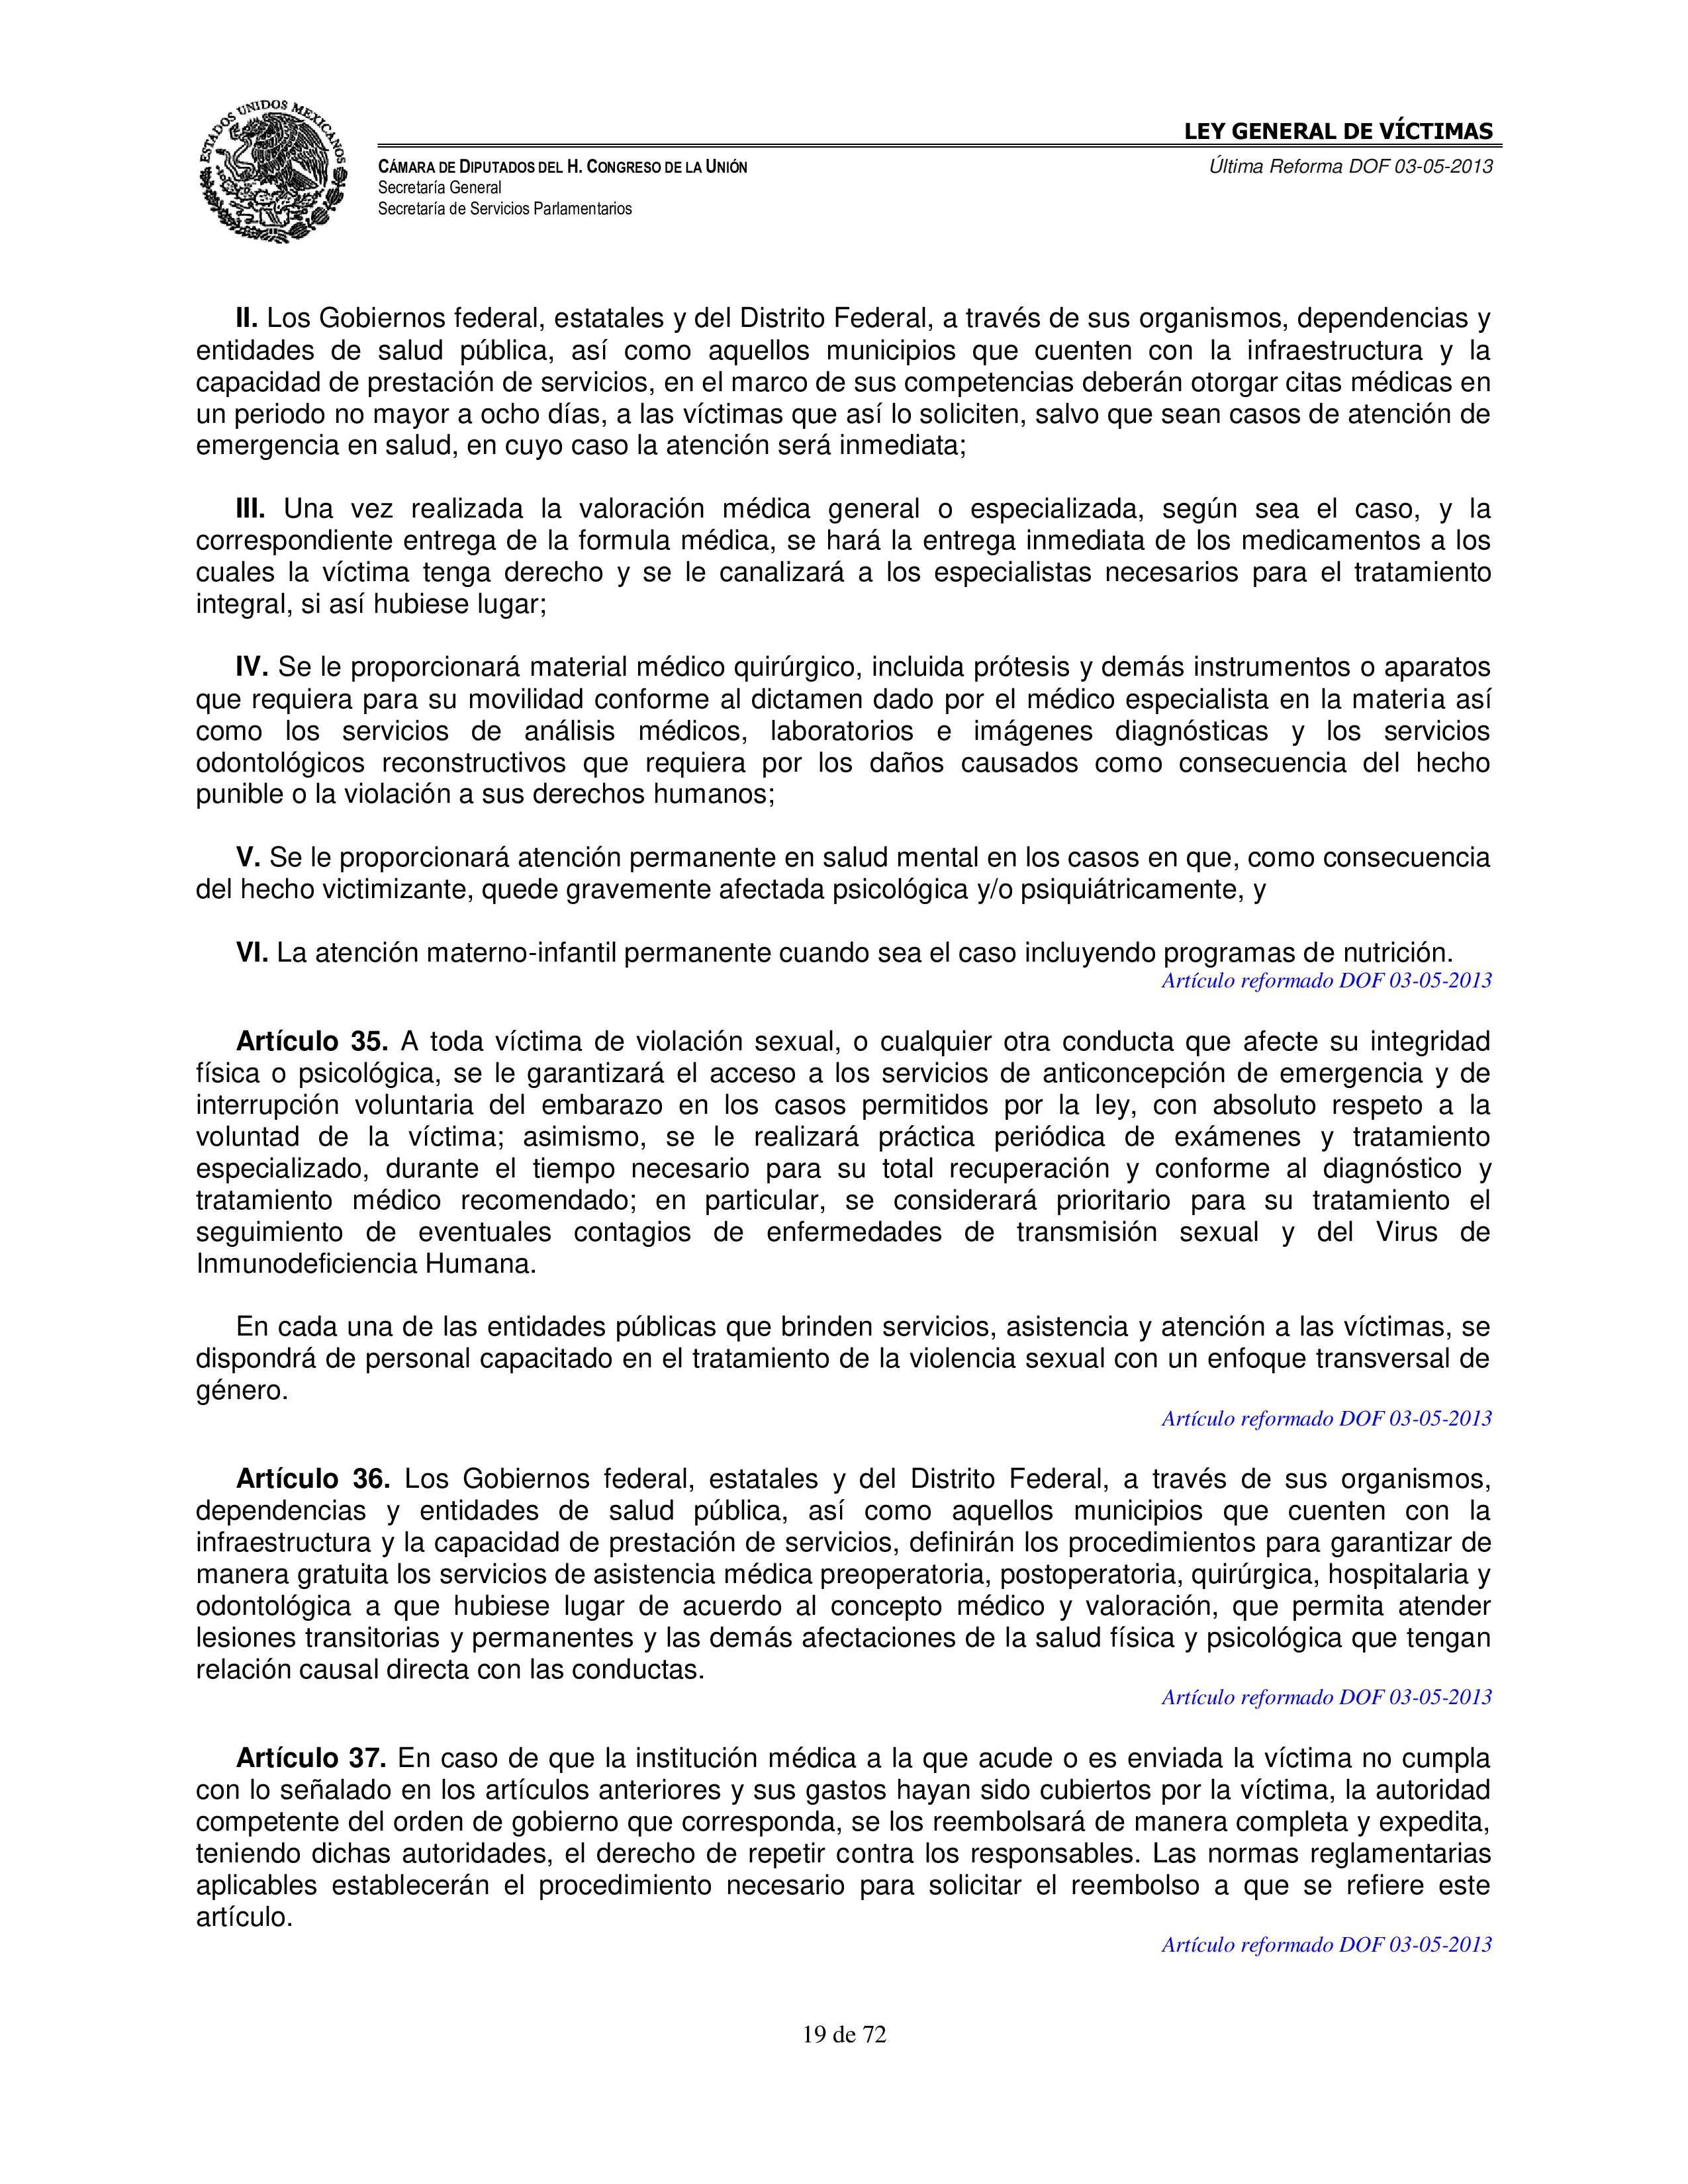 ESTADOS UNIDOS MEXICANOS
LEY GENERAL DE VÍCTIMAS
CÁMARA DE DIPUTADOS DEL H. CONGRESO DE LA UNIÓN
Última Reforma DOF 03-05-2013
Secretaría General
Secretaría de Servicios Parlamentarios
II. Los Gobiernos federal, estatales y del Distrito Federal, a través de sus organismos, dependencias y
entidades de salud pública, así como aquellos municipios que cuenten con la infraestructura y la
capacidad de prestación de servicios, en el marco de sus competencias deberán otorgar citas médicas en
un periodo no mayor a ocho días, a las víctimas que así lo soliciten, salvo que sean casos de atención de
emergencia en salud, en cuyo caso la atención será inmediata;
III. Una vez realizada la valoración médica general o especializada, según sea el caso, y la
correspondiente entrega de la formula médica, se hará la entrega inmediata de los medicamentos a los
cuales la víctima tenga derecho y se le canalizará a los especialistas necesarios para el tratamiento
integral, si así hubiese lugar;
IV. Se le proporcionará material médico quirúrgico, incluida prótesis y demás instrumentos o aparatos
que requiera para su movilidad conforme al dictamen dado por el médico especialista en la materia así
como los servicios de análisis médicos, laboratorios e imágenes diagnósticas y los servicios
odontológicos reconstructivos que requiera por los daños causados como consecuencia del hecho
punible o la violación a sus derechos humanos;
V. Se le proporcionará atención permanente en salud mental en los casos en que, como consecuencia
del hecho victimizante, quede gravemente afectada psicológica y/o psiquiátricamente, y
VI. La atención materno-infantil permanente cuando sea el caso incluyendo programas de nutrición.
Artículo reformado DOF 03-05-2013
Artículo 35. A toda víctima de violación sexual, o cualquier otra conducta que afecte su integridad
física o psicológica, se le garantizará el acceso a los servicios de anticoncepción de emergencia y de
interrupción voluntaria del embarazo en los casos permitidos por la ley, con absoluto respeto a la
voluntad de la víctima; asimismo, se le realizará práctica periódica de exámenes y tratamiento
especializado, durante el tiempo necesario para su total recuperación y conforme al diagnóstico y
tratamiento médico recomendado; en particular, se considerará prioritario para su tratamiento el
seguimiento de eventuales contagios de enfermedades de transmisión sexual y del Virus de
Inmunodeficiencia Humana.
En cada una de las entidades públicas que brinden servicios, asistencia y atención a las víctimas, se
dispondrá de personal capacitado en el tratamiento de la violencia sexual con un enfoque transversal de
género.
Artículo reformado DOF 03-05-2013
Artículo 36. Los Gobiernos federal, estatales y del Distrito Federal, a través de sus organismos,
dependencias y entidades de salud pública, así como aquellos municipios que cuenten con la
infraestructura y la capacidad de prestación de servicios, definirán los procedimientos para garantizar de
manera gratuita los servicios de asistencia médica preoperatoria, postoperatoria, quirúrgica, hospitalaria y
odontológica a que hubiese lugar de acuerdo al concepto médico y valoración, que permita atender
lesiones transitorias y permanentes y las demás afectaciones de la salud física y psicológica que tengan
relación causal directa con las conductas.
Artículo reformado DOF 03-05-2013
Artículo 37. En caso de que la institución médica a la que acude o es enviada la víctima no cumpla
con lo señalado en los artículos anteriores y sus gastos hayan sido cubiertos por la víctima, la autoridad
competente del orden de gobierno que corresponda, se los reembolsará de manera completa y expedita,
teniendo dichas autoridades, el derecho de repetir contra los responsables. Las normas reglamentarias
aplicables establecerán el procedimiento necesario para solicitar el reembolso a que se refiere este
artículo.
Artículo reformado DOF 03-05-2013
19 de 72